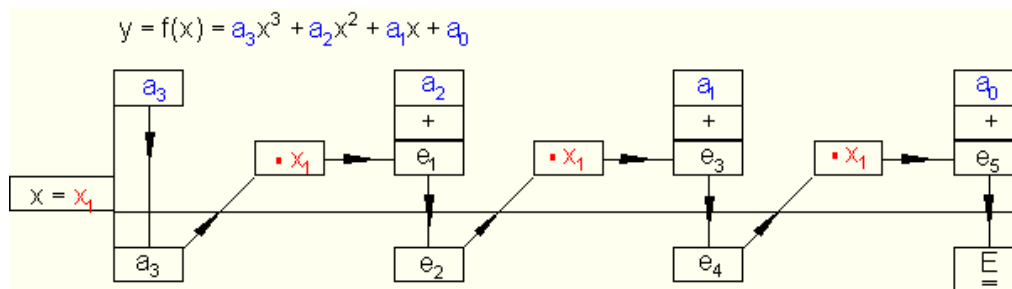 y = f(x) = a₃x³ + a₂x² + a₁x + a₀
a₃ a₂ a₁ a₀
+ + +
· x₁ e₁ · x₁ e₃ · x₁ e₅
x = x₁
a₃ e₂ e₄ E
=